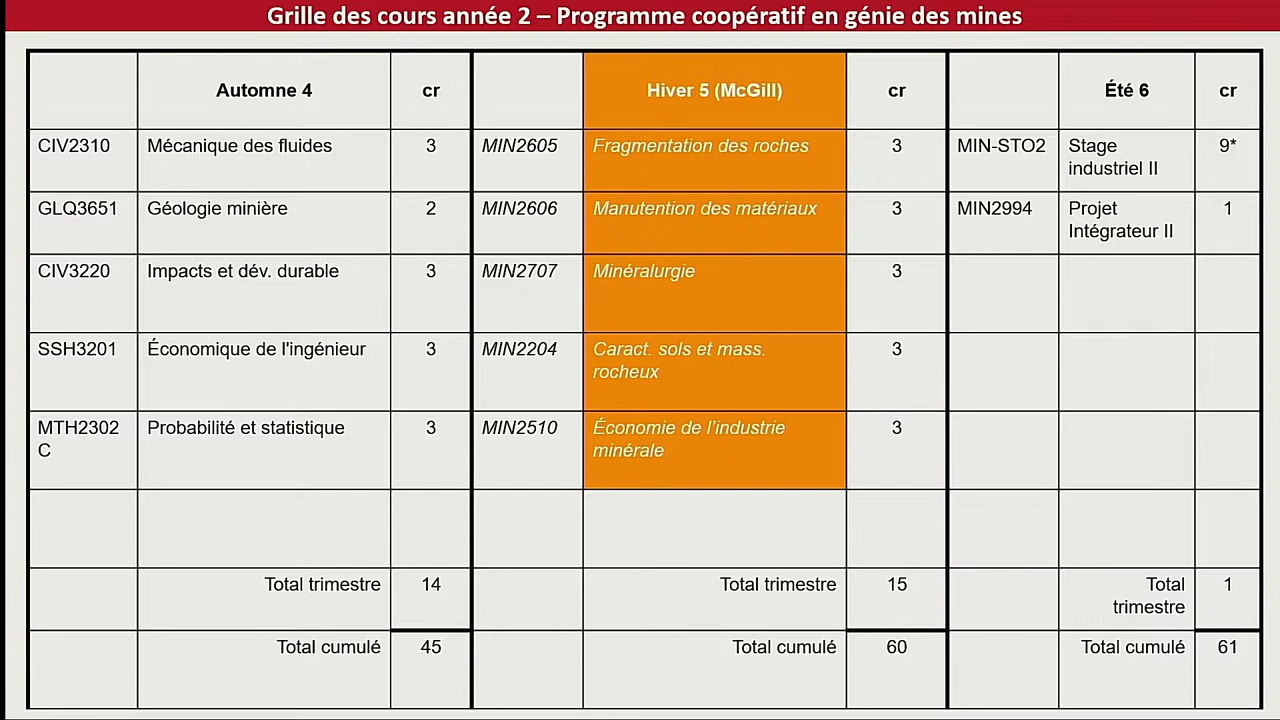 Grille des cours année 2 – Programme coopératif en génie des mines
Automne 4 cr Hiver 5 (McGill) cr Été 6 cr
CIV2310 Mécanique des fluides 3 MIN2605 Fragmentation des roches 3 MIN-STO2 Stage industriel II 9*
GLQ3651 Géologie minière 2 MIN2606 Manutention des matériaux 3 MIN2994 Projet Intégrateur II 1
CIV3220 Impacts et dév. durable 3 MIN2707 Minéralurgie 3
SSH3201 Économique de l'ingénieur 3 MIN2204 Caract. sols et mass. rocheux 3
MTH2302C Probabilité et statistique 3 MIN2510 Économie de l’industrie minérale 3
Total trimestre 14 Total trimestre 15 Total trimestre 1
Total cumulé 45 Total cumulé 60 Total cumulé 61